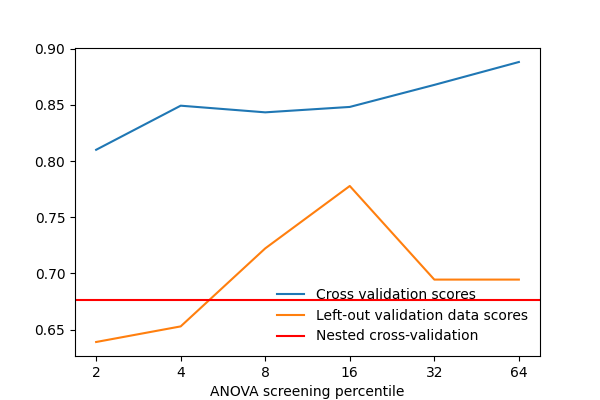 0.90
0.85
0.80
0.75
0.70
0.65
Cross validation scores
Left-out validation data scores
Nested cross-validation
2 4 8 16 32 64
ANOVA screening percentile